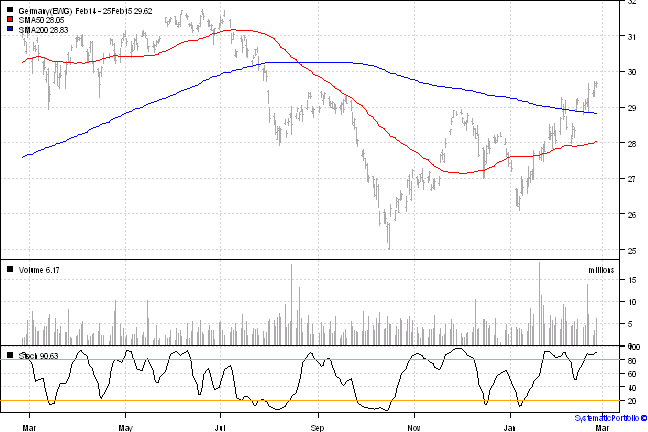 Germany(EWG) Feb14 - 25Feb15 29.62
SMA50 28.05
SMA200 28.83
32
31
30
29
28
27
26
25
Volume 6.17
millions
15
10
5
0
Stoch 90.63
100
80
60
40
20
Mar
May
Jul
Sep
Nov
Jan
Mar
SystematicPortfolio ©